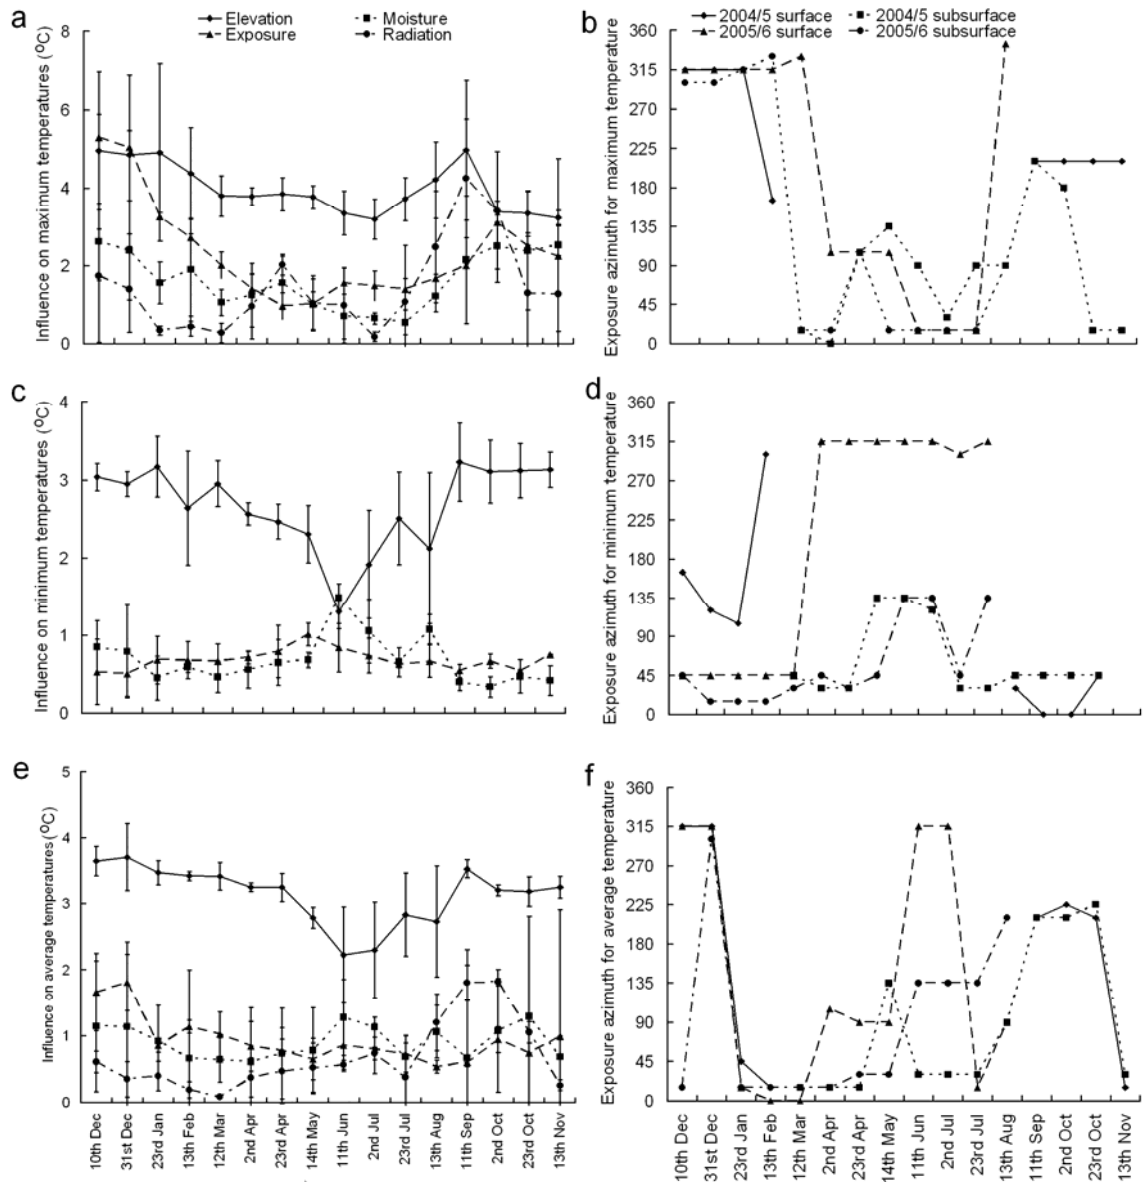 a
Elevation
Moisture
Exposure
Radiation
Influence on maximum temperatures (°C)
8
6
4
2
0
b
2004/5 surface
2004/5 subsurface
2005/6 surface
2005/6 subsurface
Exposure azimuth for maximum temperature
360
315
270
225
180
135
90
45
0
c
Influence on minimum temperatures (°C)
4
3
2
1
0
d
Exposure azimuth for minimum temperature
360
315
270
225
180
135
90
45
0
e
Influence on average temperatures (°C)
5
4
3
2
1
0
10th Dec
31st Dec
23rd Jan
13th Feb
12th Mar
2nd Apr
23rd Apr
14th May
11th Jun
2nd Jul
23rd Jul
13th Aug
11th Sep
2nd Oct
23rd Oct
13th Nov
f
Exposure azimuth for average temperature
360
315
270
225
180
135
90
45
0
10th Dec
31st Dec
23rd Jan
13th Feb
12th Mar
2nd Apr
23rd Apr
14th May
11th Jun
2nd Jul
23rd Jul
13th Aug
11th Sep
2nd Oct
23rd Oct
13th Nov